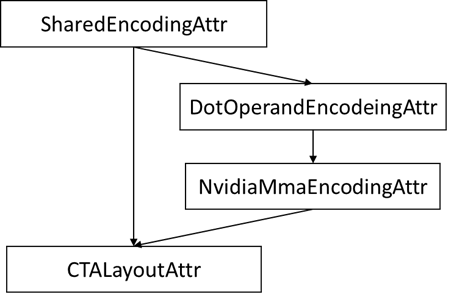 SharedEncodingAttr
DotOperandEncodeingAttr
NvidiaMmaEncodingAttr
CTALayoutAttr